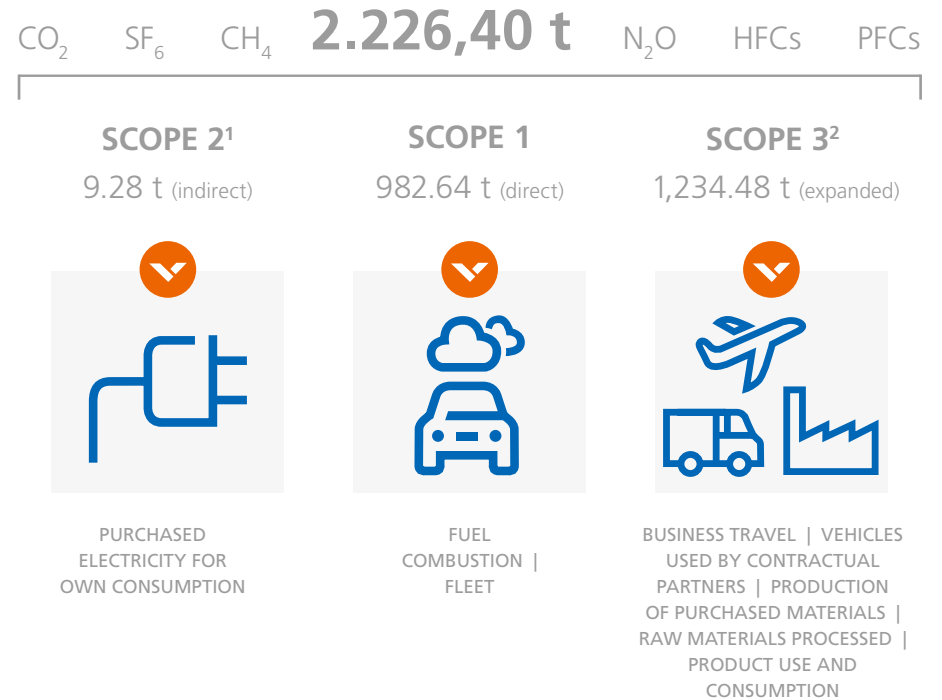 CO₂ SF₆ CH₄ 2.226,40 t N₂O HFCs PFCs
SCOPE 2¹
9.28 t (indirect)
PURCHASED
ELECTRICITY FOR
OWN CONSUMPTION
SCOPE 1
982.64 t (direct)
FUEL
COMBUSTION |
FLEET
SCOPE 3²
1,234.48 t (expanded)
BUSINESS TRAVEL | VEHICLES
USED BY CONTRACTUAL
PARTNERS | PRODUCTION
OF PURCHASED MATERIALS |
RAW MATERIALS PROCESSED |
PRODUCT USE AND
CONSUMPTION